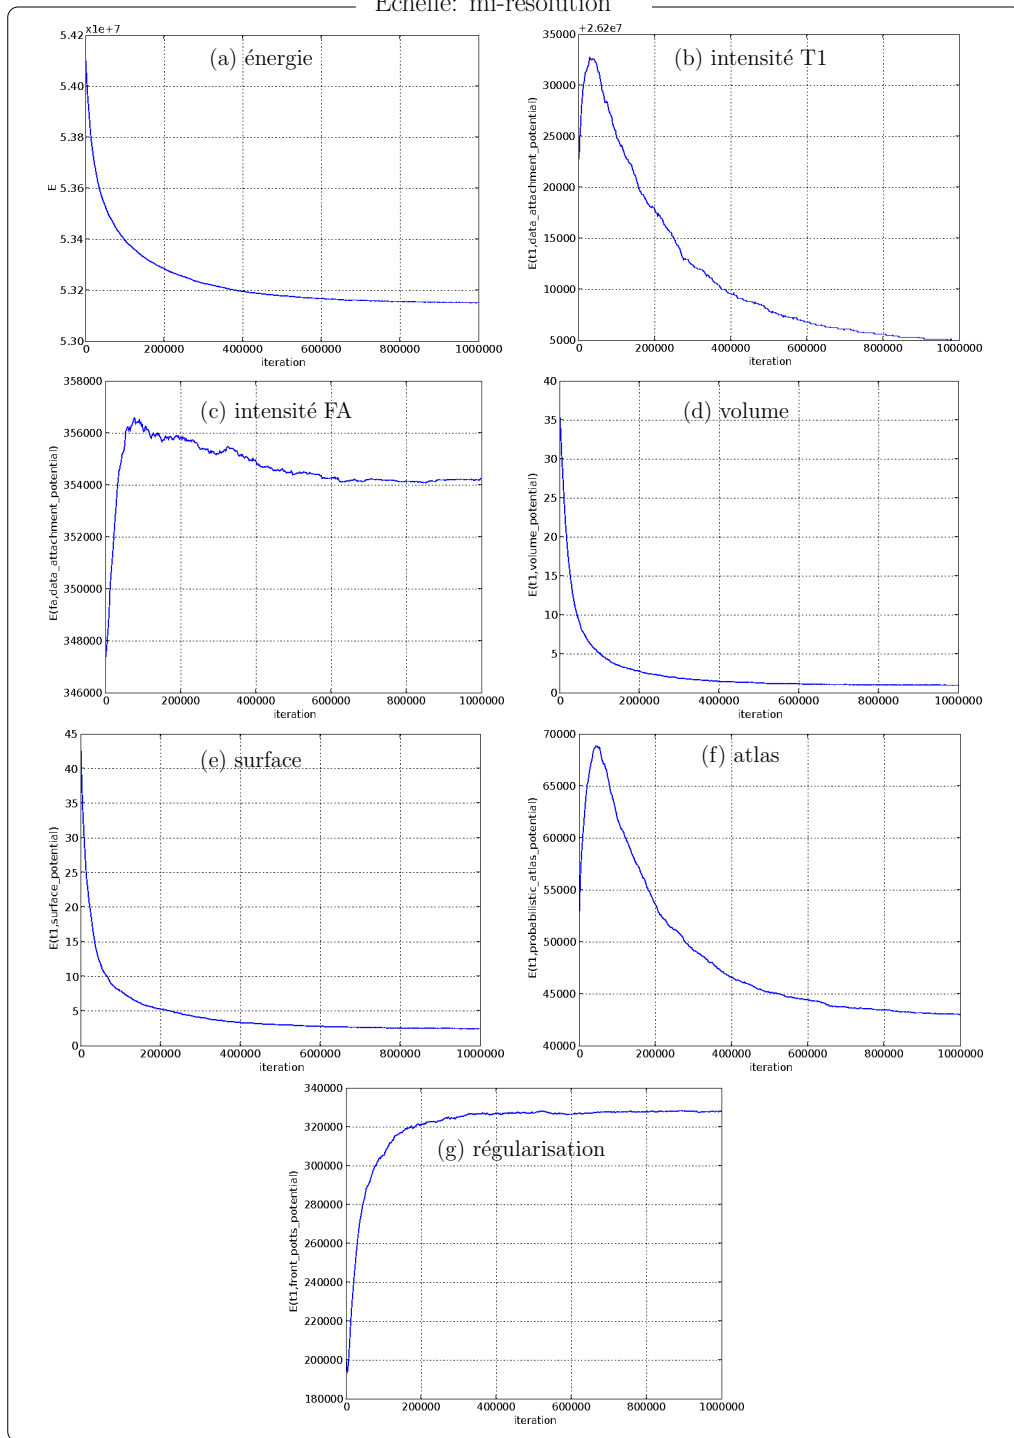 Echelle: mi-résolution
x1e+7
5.42
5.40
5.38
5.36
5.34
5.32
5.30
E
(a) énergie
0 200000 400000 600000 800000 1000000
iteration
+2.62e7
35000
30000
25000
20000
15000
10000
5000
E(t1,data_attachment_potential)
(b) intensité T1
0 200000 400000 600000 800000 1000000
iteration
358000
356000
354000
352000
350000
348000
346000
E(fa,data_attachment_potential)
(c) intensité FA
0 200000 400000 600000 800000 1000000
iteration
40
35
30
25
20
15
10
5
0
E(t1,volume_potential)
(d) volume
0 200000 400000 600000 800000 1000000
iteration
45
40
35
30
25
20
15
10
5
0
E(t1,surface_potential)
(e) surface
0 200000 400000 600000 800000 1000000
iteration
70000
65000
60000
55000
50000
45000
40000
E(t1,probabilistic_atlas_potential)
(f) atlas
0 200000 400000 600000 800000 1000000
iteration
340000
320000
300000
280000
260000
240000
220000
200000
180000
E(t1,front_potts_potential)
(g) régularisation
0 200000 400000 600000 800000 1000000
iteration